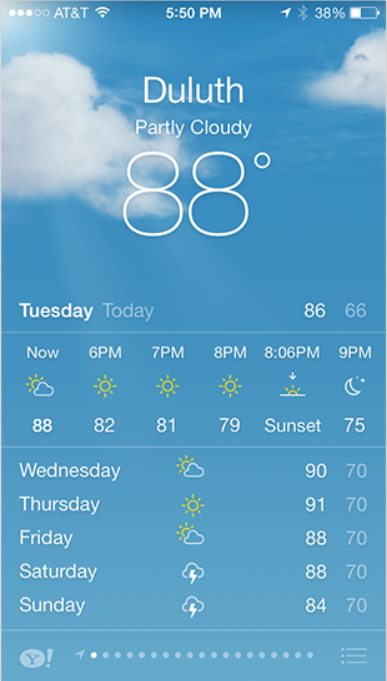 AT&T 5:50 PM 38%
Duluth
Partly Cloudy
88°
Tuesday Today 86 66
Now 6PM 7PM 8PM 8:06PM 9PM
88 82 81 79 Sunset 75
Wednesday 90 70
Thursday 91 70
Friday 88 70
Saturday 88 70
Sunday 84 70
Y!